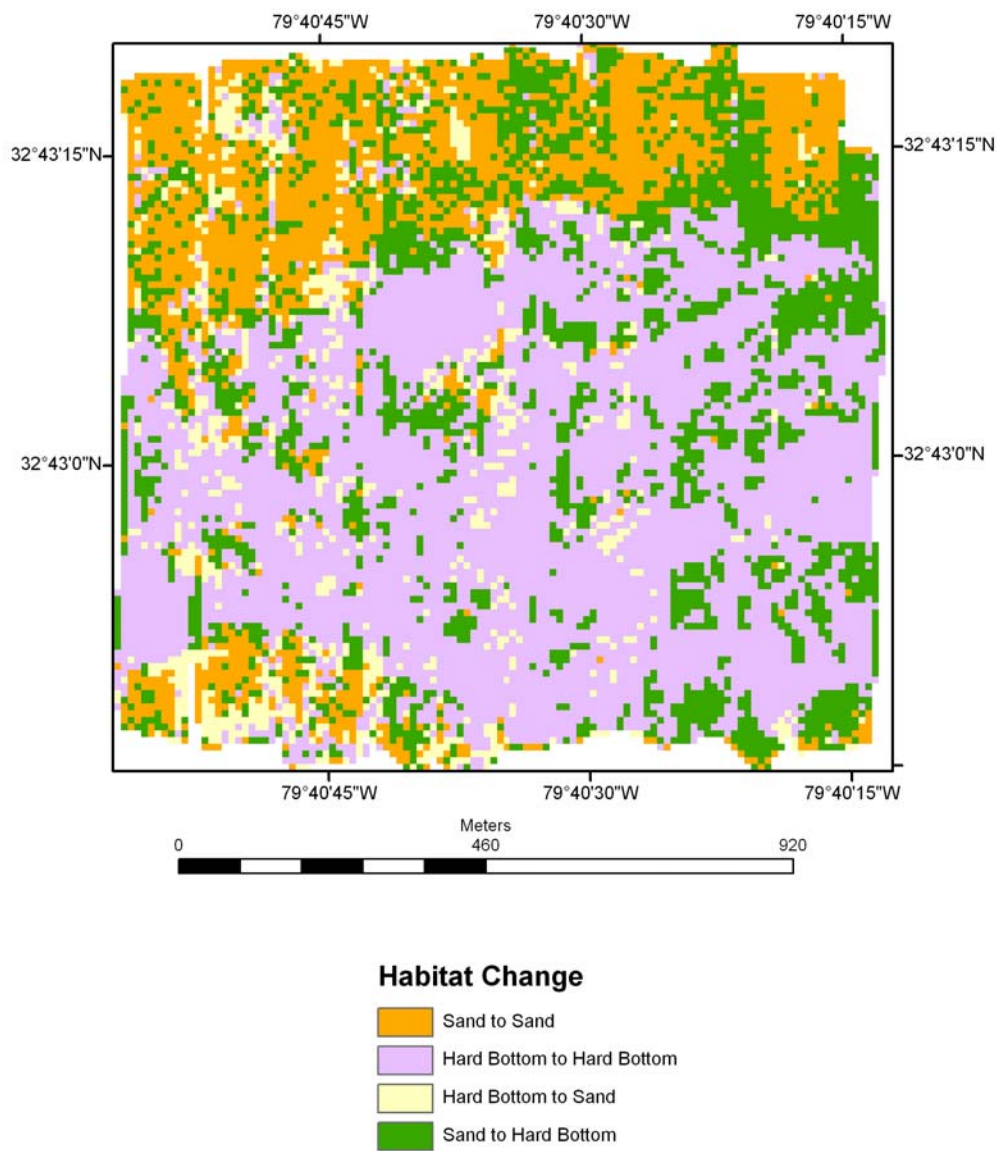 79°40'45"W 79°40'30"W 79°40'15"W
32°43'15"N 32°43'15"N
32°43'0"N 32°43'0"N
79°40'45"W 79°40'30"W 79°40'15"W
Meters
0 460 920
Habitat Change
Sand to Sand
Hard Bottom to Hard Bottom
Hard Bottom to Sand
Sand to Hard Bottom